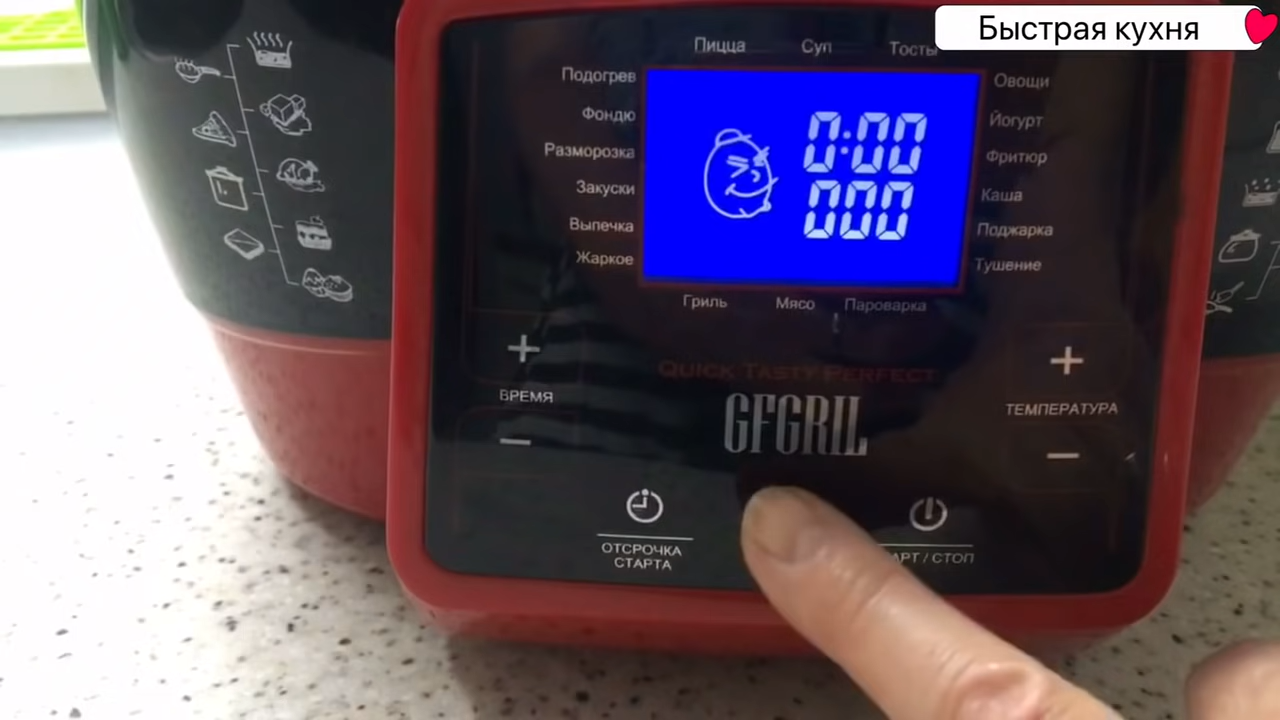 Быстрая кухня
Пицца Суп Тосты
Подогрев
Фондю
Разморозка
Закуски
Выпечка
Жаркое
0:00
000
Овощи
Йогурт
Фритюр
Каша
Поджарка
Тушение
Гриль Мясо Пароварка
QUICK TASTY PERFECT
GFGRIL
+
ВРЕМЯ
−
+
ТЕМПЕРАТУРА
−
ОТСРОЧКА
СТАРТА
АРТ / СТОП